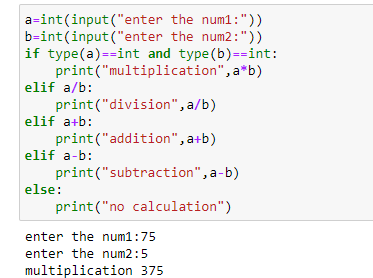 a=int(input("enter the num1:"))
b=int(input("enter the num2:"))
if type(a)==int and type(b)==int:
    print("multiplication",a*b)
elif a/b:
    print("division",a/b)
elif a+b:
    print("addition",a+b)
elif a-b:
    print("subtraction",a-b)
else:
    print("no calculation")
enter the num1:75
enter the num2:5
multiplication 375